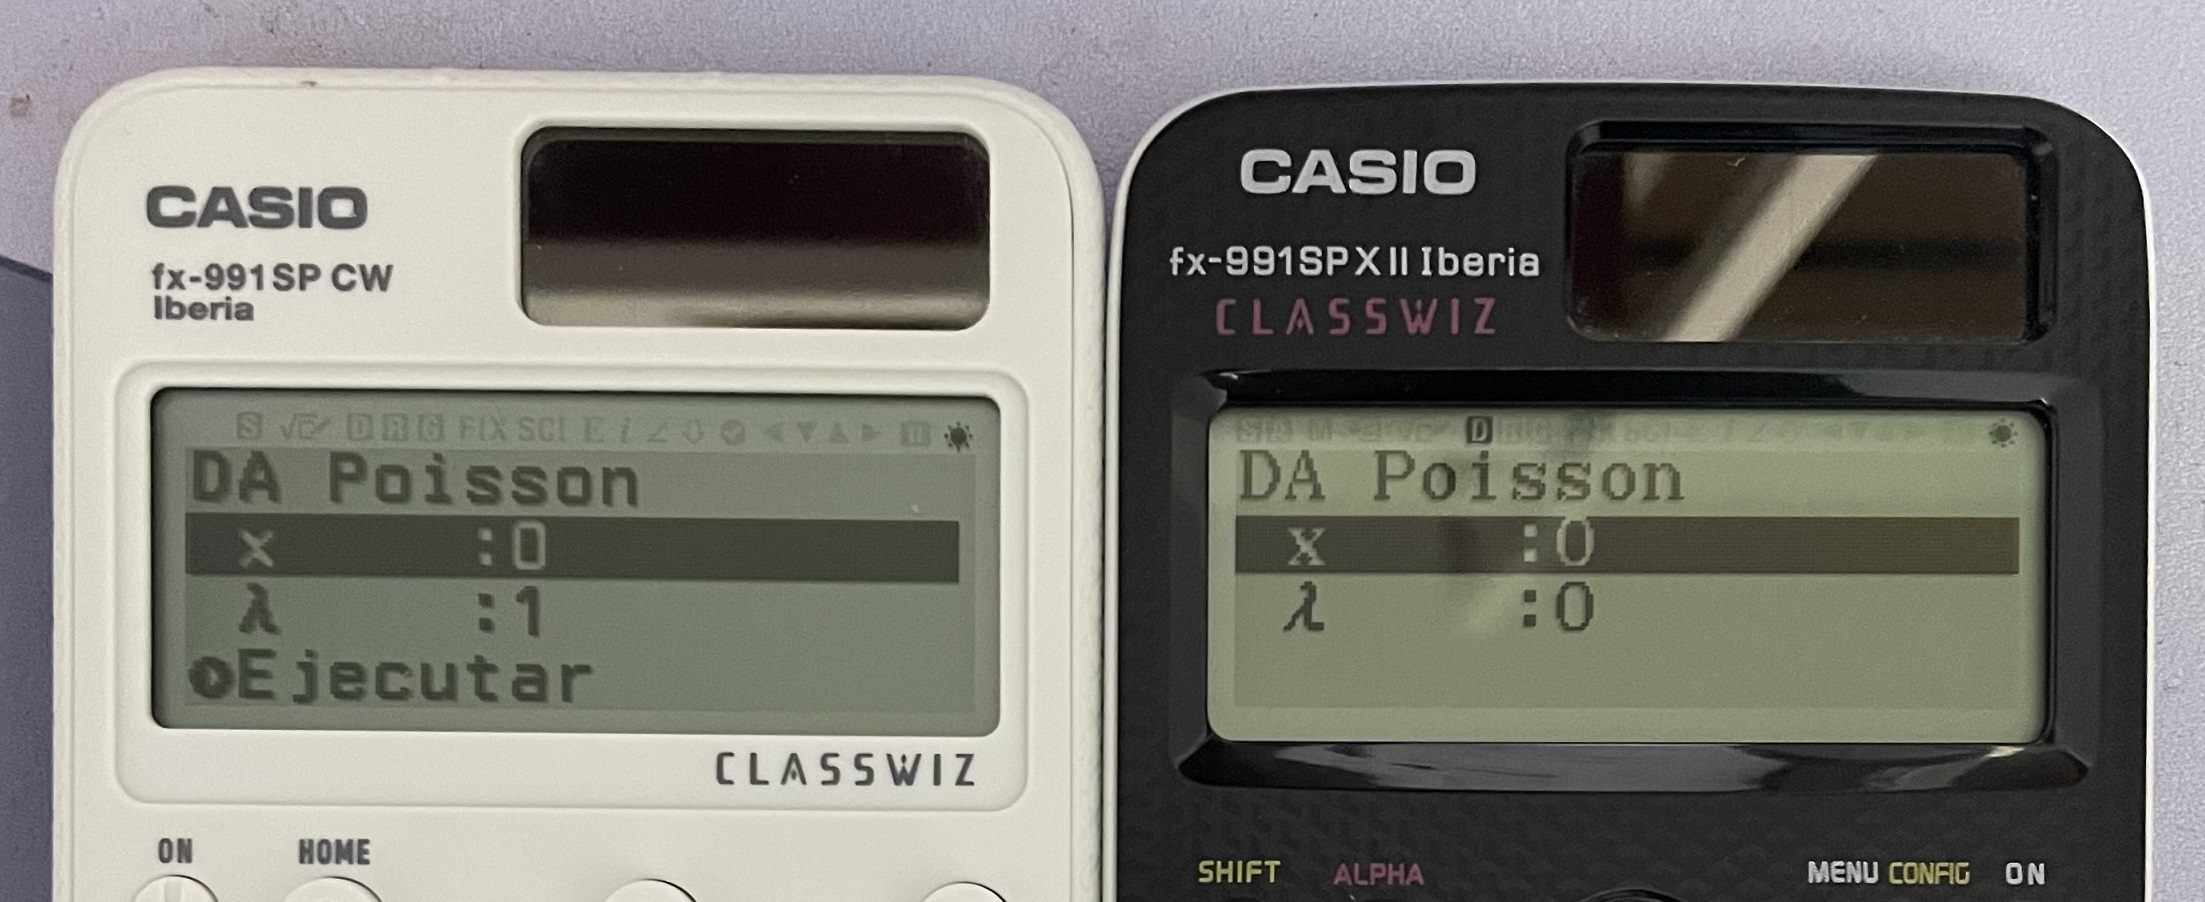 CASIO
fx-991SP CW
Iberia
DA Poisson
x :0
λ :1
Ejecutar
CLASSWIZ
ON HOME
CASIO
fx-991SPXII Iberia
CLASSWIZ
D
DA Poisson
x :0
λ :0
SHIFT ALPHA MENU CONFIG ON